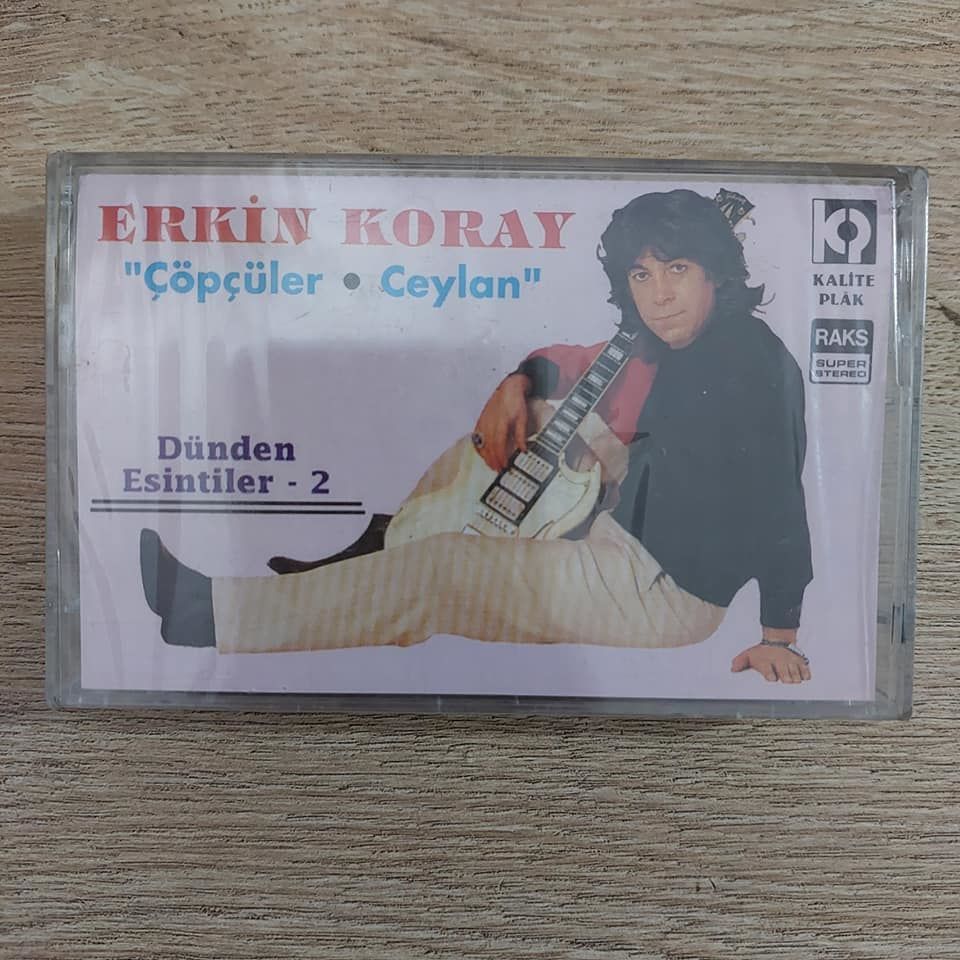 ERKİN KORAY
"Çöpçüler • Ceylan"
KALİTE
PLÂK
RAKS
SUPER
STEREO
Dünden
Esintiler - 2